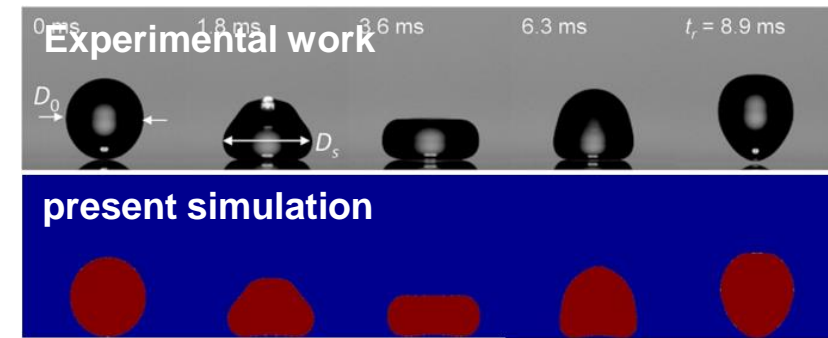 0 ms
1.8 ms
3.6 ms
6.3 ms
tᵣ = 8.9 ms
Experimental work
D₀
Dₛ
present simulation